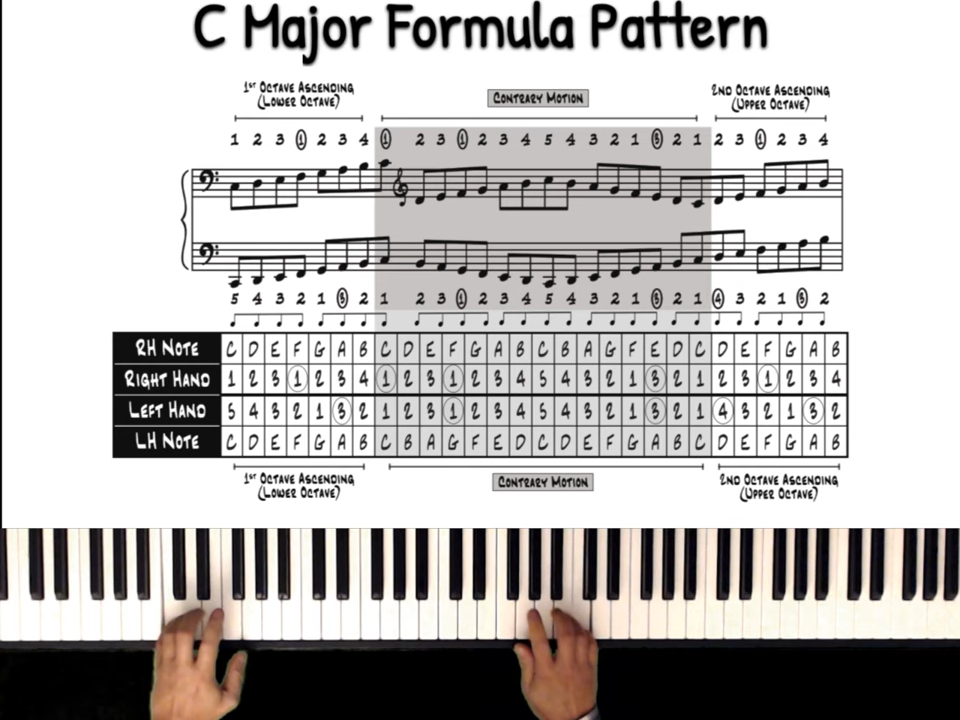 C Major Formula Pattern
1st Octave Ascending
(Lower Octave)
Contrary Motion
2nd Octave Ascending
(Upper Octave)
1 2 3 1 2 3 4 1 2 3 1 2 3 4 5 4 3 2 1 3 2 1 2 3 1 2 3 4
5 4 3 2 1 3 2 1 2 3 1 2 3 4 5 4 3 2 1 3 2 1 4 3 2 1 3 2
RH Note C D E F G A B C D E F G A B C B A G F E D C D E F G A B
Right Hand 1 2 3 1 2 3 4 1 2 3 1 2 3 4 5 4 3 2 1 3 2 1 2 3 1 2 3 4
Left Hand 5 4 3 2 1 3 2 1 2 3 1 2 3 4 5 4 3 2 1 3 2 1 4 3 2 1 3 2
LH Note C D E F G A B C B A G F E D C D E F G A B C D E F G A B
1st Octave Ascending
(Lower Octave)
Contrary Motion
2nd Octave Ascending
(Upper Octave)